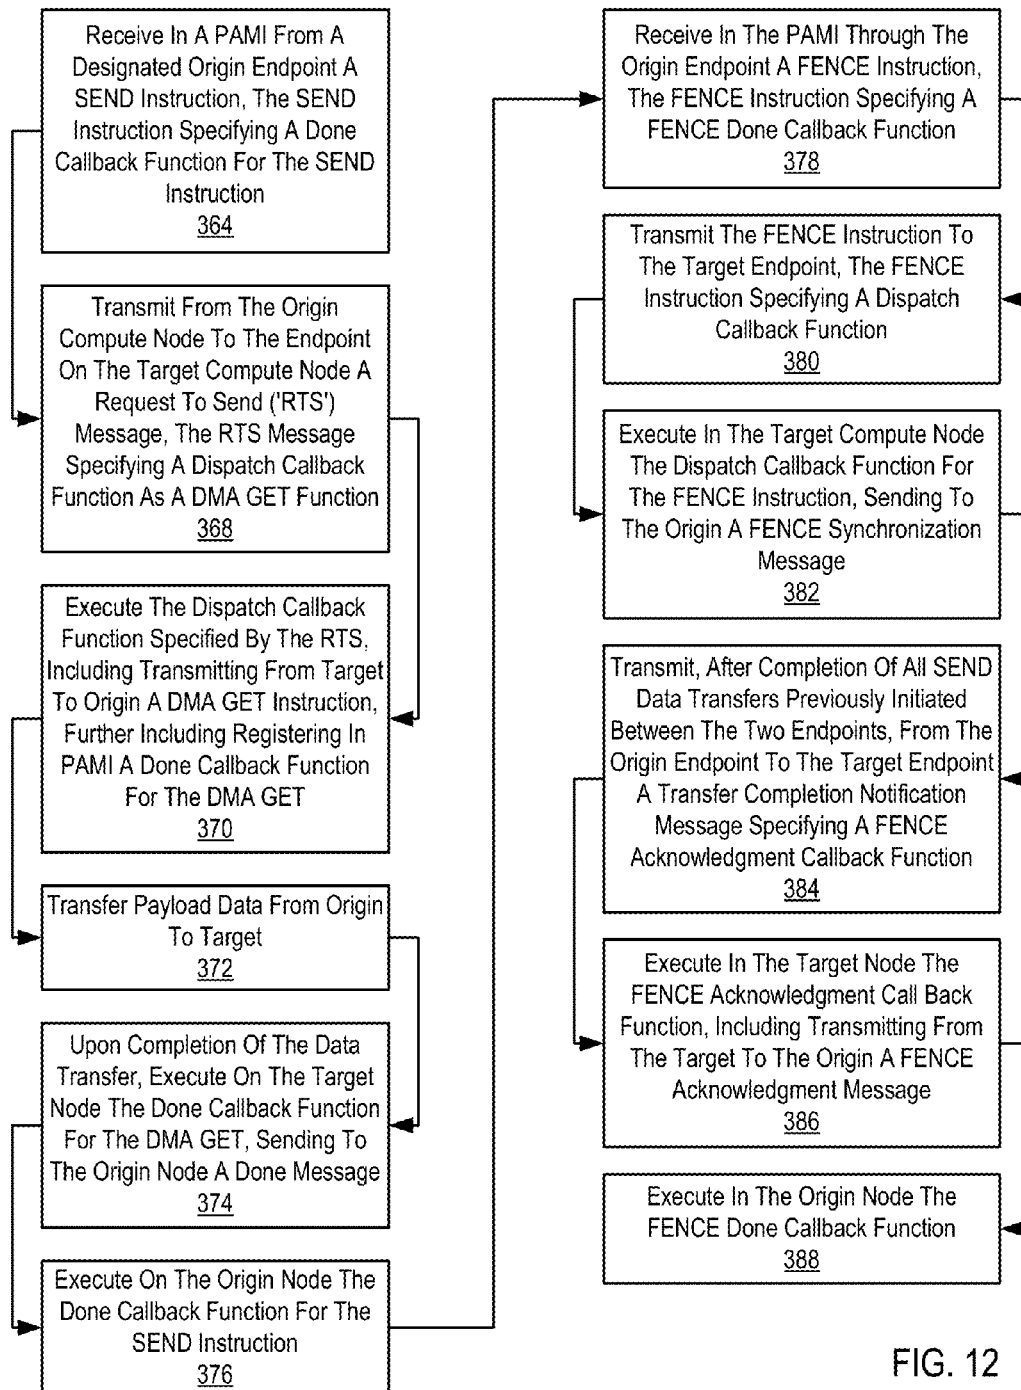 Receive In A PAMI From A
Designated Origin Endpoint A
SEND Instruction, The SEND
Instruction Specifying A Done
Callback Function For The SEND
Instruction
364
Transmit From The Origin
Compute Node To The Endpoint
On The Target Compute Node A
Request To Send ('RTS')
Message, The RTS Message
Specifying A Dispatch Callback
Function As A DMA GET Function
368
Execute The Dispatch Callback
Function Specified By The RTS,
Including Transmitting From Target
To Origin A DMA GET Instruction,
Further Including Registering In
PAMI A Done Callback Function
For The DMA GET
370
Transfer Payload Data From Origin
To Target
372
Upon Completion Of The Data
Transfer, Execute On The Target
Node The Done Callback Function
For The DMA GET, Sending To
The Origin Node A Done Message
374
Execute On The Origin Node The
Done Callback Function For The
SEND Instruction
376
Receive In The PAMI Through The
Origin Endpoint A FENCE Instruction,
The FENCE Instruction Specifying A
FENCE Done Callback Function
378
Transmit The FENCE Instruction To
The Target Endpoint, The FENCE
Instruction Specifying A Dispatch
Callback Function
380
Execute In The Target Compute Node
The Dispatch Callback Function For
The FENCE Instruction, Sending To
The Origin A FENCE Synchronization
Message
382
Transmit, After Completion Of All SEND
Data Transfers Previously Initiated
Between The Two Endpoints, From The
Origin Endpoint To The Target Endpoint
A Transfer Completion Notification
Message Specifying A FENCE
Acknowledgment Callback Function
384
Execute In The Target Node The
FENCE Acknowledgment Call Back
Function, Including Transmitting From
The Target To The Origin A FENCE
Acknowledgment Message
386
Execute In The Origin Node The
FENCE Done Callback Function
388
FIG. 12